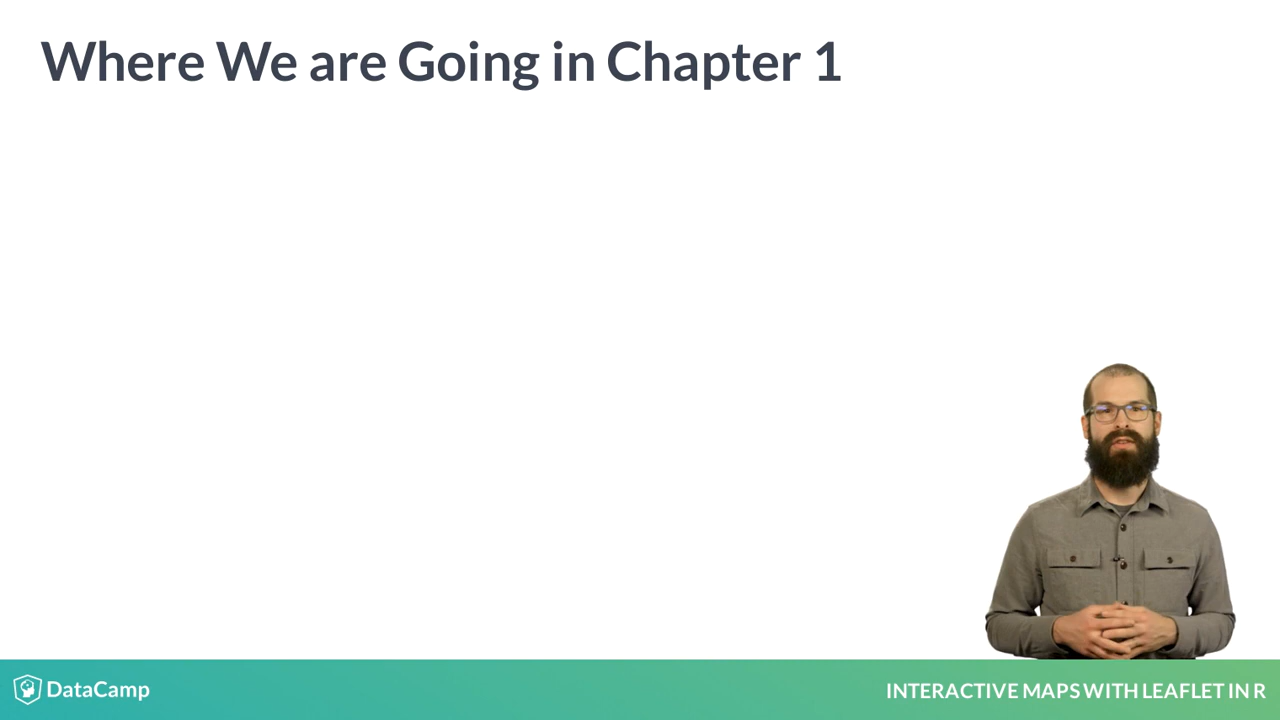 Where We are Going in Chapter 1
DataCamp
INTERACTIVE MAPS WITH LEAFLET IN R